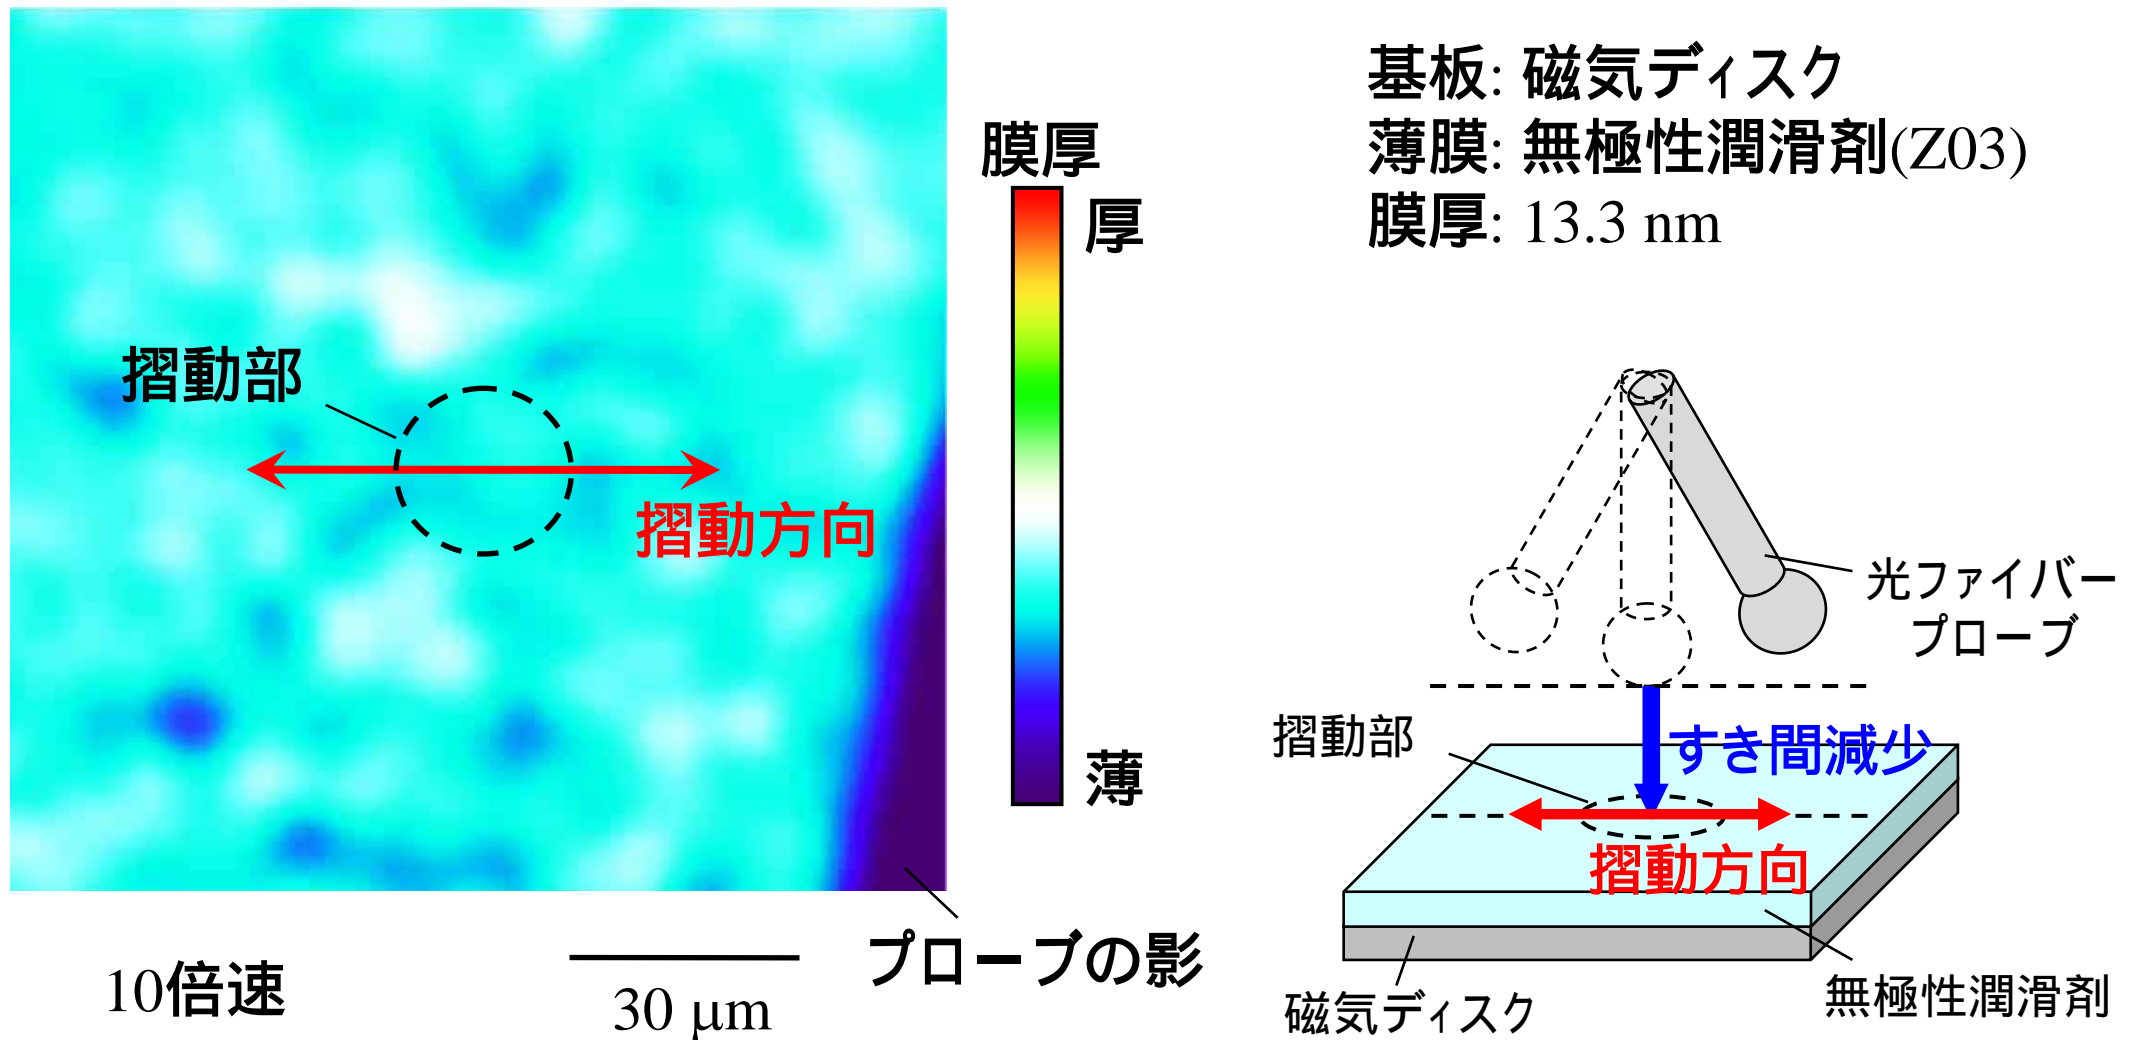 基板: 磁気ディスク
薄膜: 無極性潤滑剤(Z03)
膜厚: 13.3 nm
膜厚
厚
薄
摺動部
摺動方向
プローブの影
10倍速
30 μm
光ファイバー
プローブ
摺動部
すき間減少
摺動方向
磁気ディスク
無極性潤滑剤